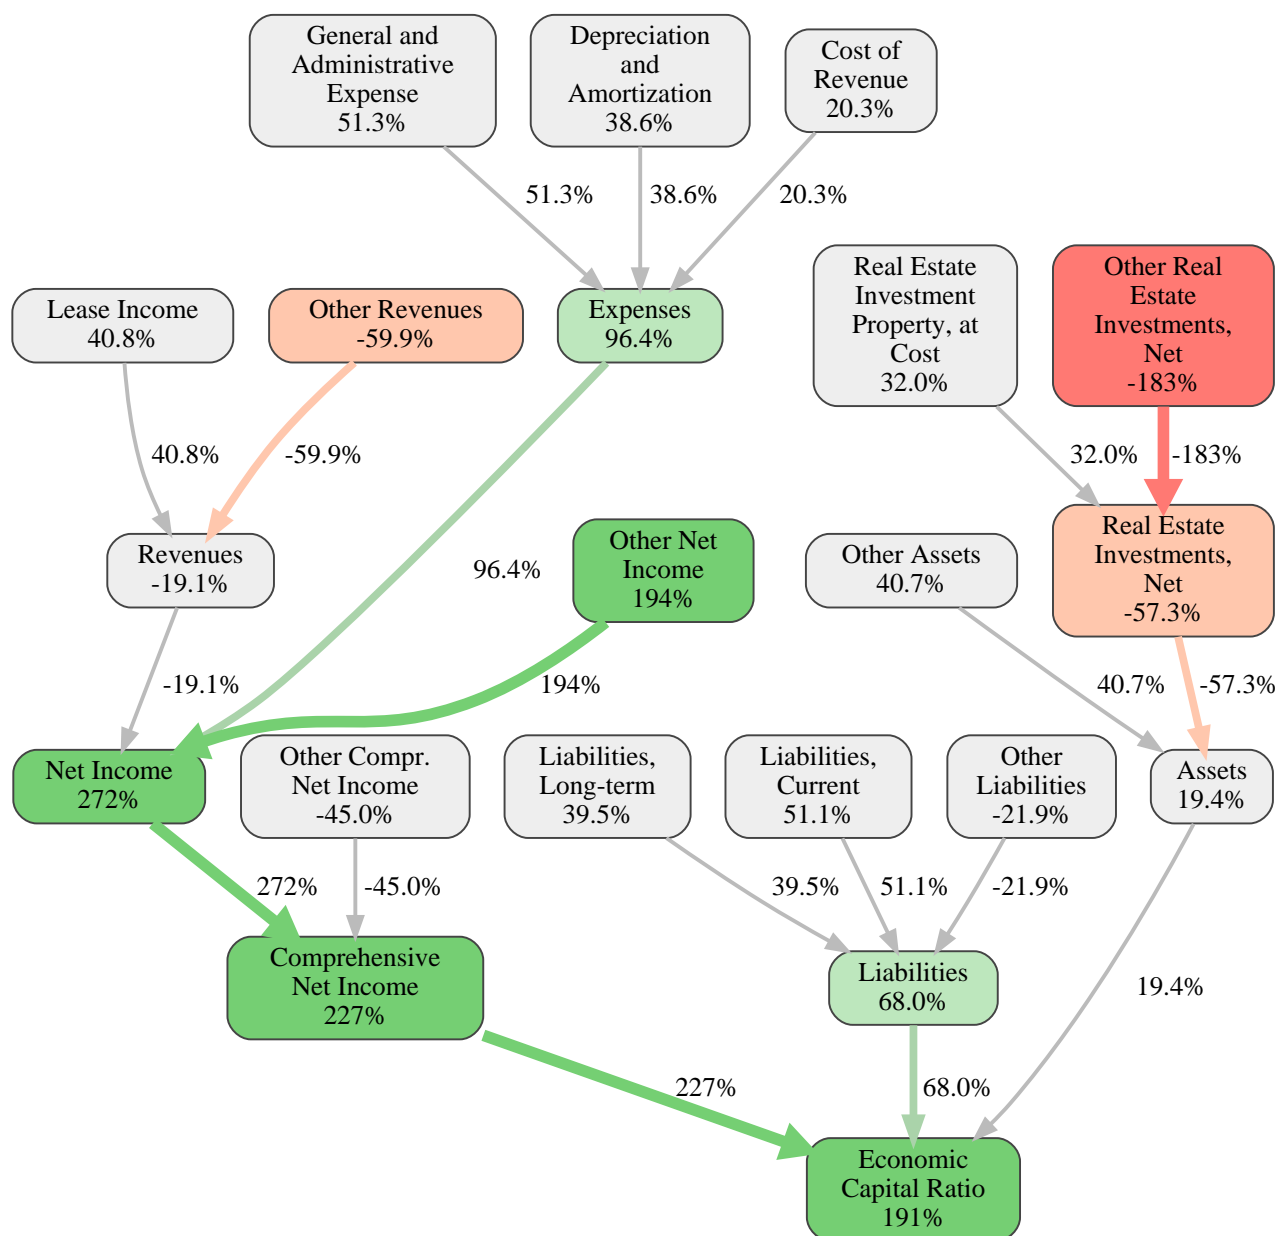 General and
Administrative
Expense
51.3%
Depreciation
and
Amortization
38.6%
Cost of
Revenue
20.3%
51.3%
38.6%
20.3%
Lease Income
40.8%
Other Revenues
-59.9%
Expenses
96.4%
Real Estate
Investment
Property, at
Cost
32.0%
Other Real
Estate
Investments,
Net
-183%
40.8%
-59.9%
32.0%
-183%
Revenues
-19.1%
96.4%
Other Net
Income
194%
Other Assets
40.7%
Real Estate
Investments,
Net
-57.3%
-19.1%
194%
40.7%
-57.3%
Net Income
272%
Other Compr.
Net Income
-45.0%
Liabilities,
Long-term
39.5%
Liabilities,
Current
51.1%
Other
Liabilities
-21.9%
Assets
19.4%
272%
-45.0%
39.5%
51.1%
-21.9%
Comprehensive
Net Income
227%
Liabilities
68.0%
19.4%
227%
68.0%
Economic
Capital Ratio
191%